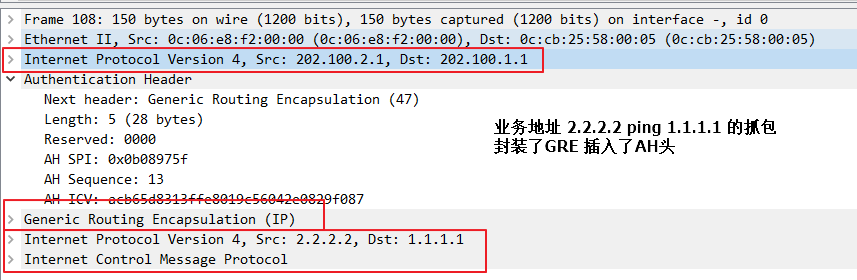 Frame 108: 150 bytes on wire (1200 bits), 150 bytes captured (1200 bits) on interface -, id 0
Ethernet II, Src: 0c:06:e8:f2:00:00 (0c:06:e8:f2:00:00), Dst: 0c:cb:25:58:00:05 (0c:cb:25:58:00:05)
Internet Protocol Version 4, Src: 202.100.2.1, Dst: 202.100.1.1
Authentication Header
Next header: Generic Routing Encapsulation (47)
Length: 5 (28 bytes)
Reserved: 0000
AH SPI: 0x0b08975f
AH Sequence: 13
AH ICV: acb65d8313ffe8019c56042e0829f087
业务地址 2.2.2.2 ping 1.1.1.1 的抓包
封装了GRE 插入了AH头
Generic Routing Encapsulation (IP)
Internet Protocol Version 4, Src: 2.2.2.2, Dst: 1.1.1.1
Internet Control Message Protocol